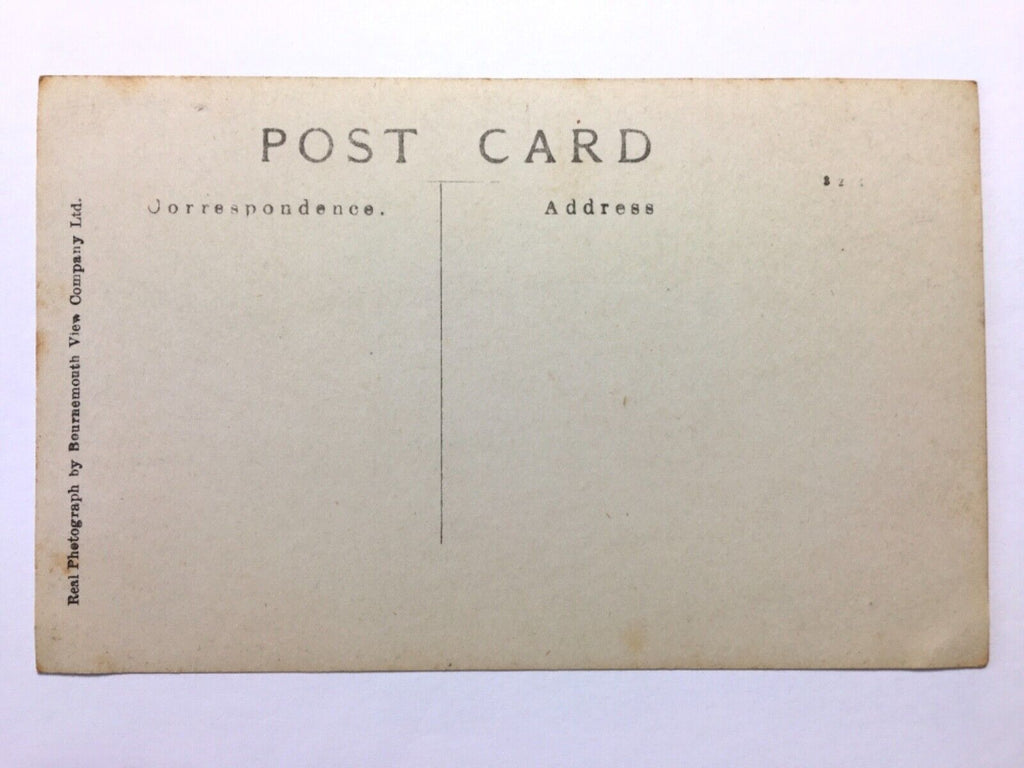 POST CARD
Correspondence.
Address
Real Photograph by Bournemouth View Company Ltd.